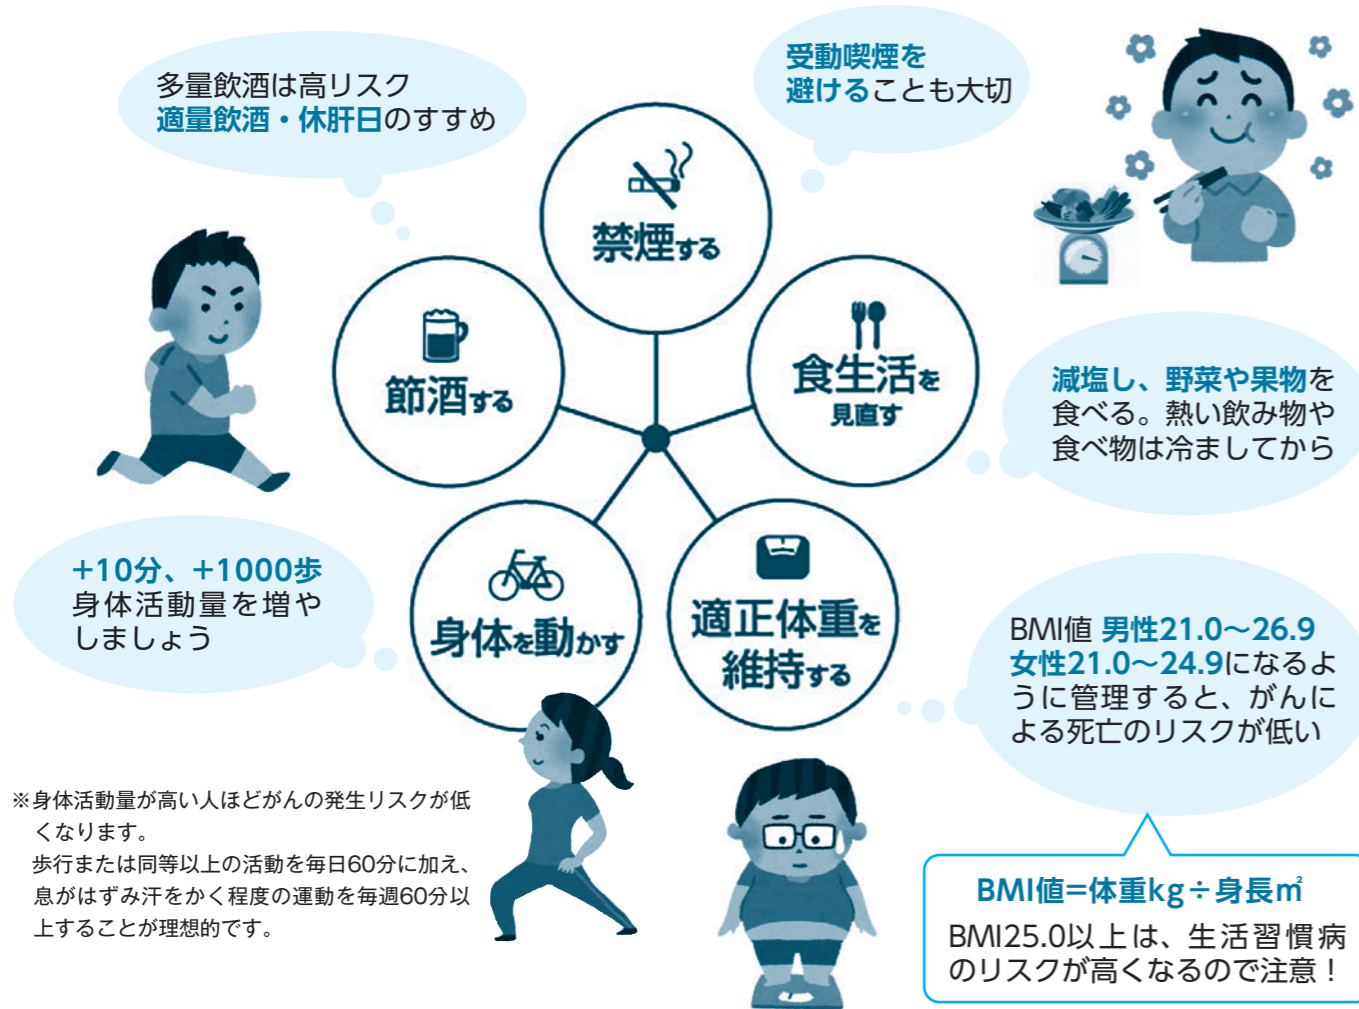 多量飲酒は高リスク
適量飲酒・休肝日のすすめ
受動喫煙を
避けることも大切
禁煙する
節酒する
食生活を
見直す
減塩し、野菜や果物を
食べる。熱い飲み物や
食べ物は冷ましてから
+10分、+1000歩
身体活動量を増や
しましょう
身体を動かす
適正体重を
維持する
BMI値 男性21.0〜26.9
女性21.0〜24.9になるよ
うに管理すると、がんに
よる死亡のリスクが低い
※身体活動量が高い人ほどがんの発生リスクが低
くなります。
歩行または同等以上の活動を毎日60分に加え、
息がはずみ汗をかく程度の運動を毎週60分以
上することが理想的です。
BMI値=体重kg÷身長㎡
BMI25.0以上は、生活習慣病
のリスクが高くなるので注意！